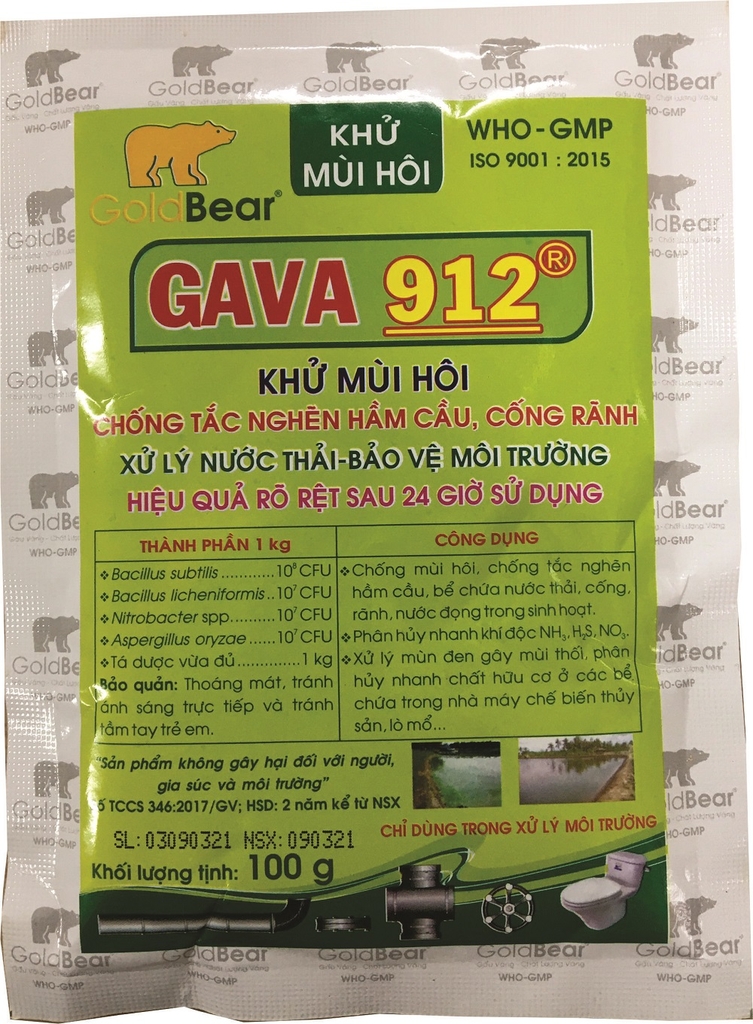 GoldBear®
KHỬ
MÙI HÔI
WHO - GMP
ISO 9001 : 2015
GAVA 912®
KHỬ MÙI HÔI
CHỐNG TẮC NGHẼN HẦM CẦU, CỐNG RÃNH
XỬ LÝ NƯỚC THẢI-BẢO VỆ MÔI TRƯỜNG
HIỆU QUẢ RÕ RỆT SAU 24 GIỜ SỬ DỤNG
THÀNH PHẦN 1 kg
❖ Bacillus subtilis ............ 10⁸ CFU
❖ Bacillus licheniformis .. 10⁷ CFU
❖ Nitrobacter spp .......... 10⁷ CFU
❖ Aspergillus oryzae ...... 10⁷ CFU
❖ Tá dược vừa đủ .............. 1 kg
Bảo quản: Thoáng mát, tránh
ánh sáng trực tiếp và tránh
tầm tay trẻ em.
CÔNG DỤNG
❖ Chống mùi hôi, chống tắc nghẽn
hầm cầu, bể chứa nước thải, cống,
rãnh, nước đọng trong sinh hoạt.
❖ Phân hủy nhanh khí độc NH₃, H₂S, NO₃-
❖ Xử lý mùn đen gây mùi thối, phân
hủy nhanh chất hữu cơ ở các bể
chứa trong nhà máy chế biến thủy
sản, lò mổ...
"Sản phẩm không gây hại đối với người,
gia súc và môi trường"
Số TCCS 346:2017/GV; HSD: 2 năm kể từ NSX
SL: 03090321 NSX: 090321
CHỈ DÙNG TRONG XỬ LÝ MÔI TRƯỜNG
Khối lượng tịnh: 100 g
GoldBear®
Gấu Vàng - Chất Lượng Vàng
WHO-GMP